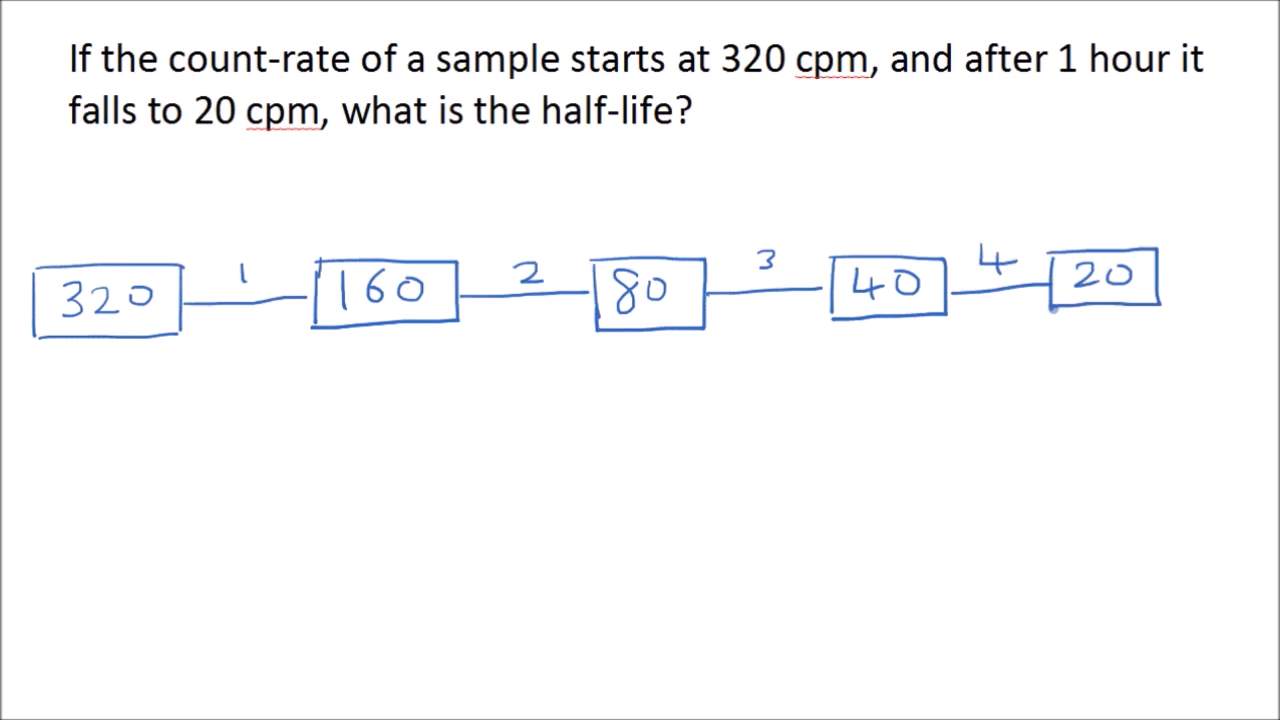 If the count-rate of a sample starts at 320 cpm, and after 1 hour it
falls to 20 cpm, what is the half-life?
320 1 160 2 80 3 40 4 20